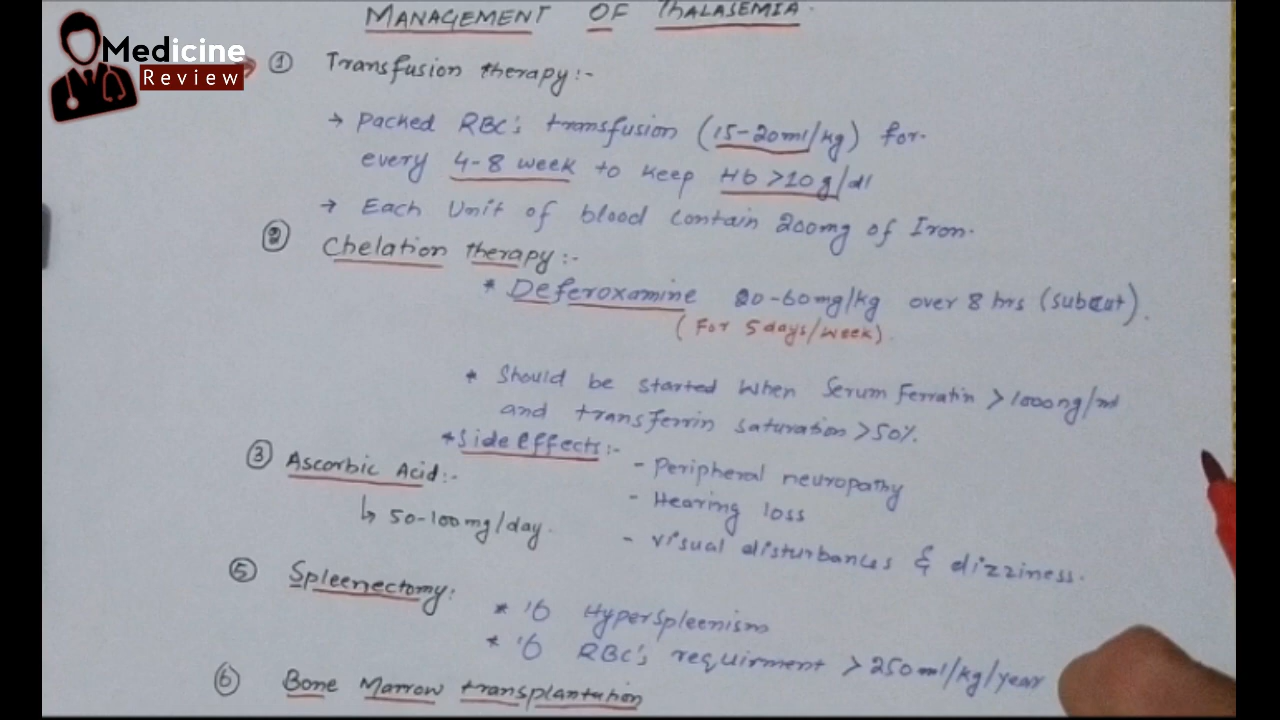 MANAGEMENT OF THALASEMIA.
Medicine
Review
① Transfusion therapy:-
→ Packed RBC's transfusion (15-20ml/kg) for
every 4-8 week to keep Hb >10g/dl
→ Each Unit of blood contain 200mg of Iron.
② Chelation therapy:-
* Deferoxamine 20-60mg/kg over 8 hrs (subcut).
(For 5 days/week)
* Should be started when Serum Ferratin >1000ng/ml
and transferrin saturation >50%.
* Side effects:-
- Peripheral neuropathy
- Hearing loss
- visual disturbances & dizziness.
③ Ascorbic Acid:-
↳ 50-100mg/day.
⑤ Spleenectomy:
* if Hyperspleenism
* if RBC's requirment > 250ml/kg/year
⑥ Bone Marrow transplantation